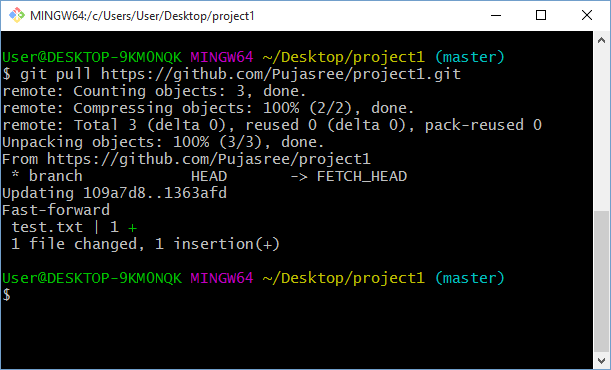 MINGW64:/c/Users/User/Desktop/project1
User@DESKTOP-9KM0NQK MINGW64 ~/Desktop/project1 (master)
$ git pull https://github.com/Pujasree/project1.git
remote: Counting objects: 3, done.
remote: Compressing objects: 100% (2/2), done.
remote: Total 3 (delta 0), reused 0 (delta 0), pack-reused 0
Unpacking objects: 100% (3/3), done.
From https://github.com/Pujasree/project1
 * branch            HEAD       -> FETCH_HEAD
Updating 109a7d8..1363afd
Fast-forward
 test.txt | 1 +
 1 file changed, 1 insertion(+)
User@DESKTOP-9KM0NQK MINGW64 ~/Desktop/project1 (master)
$